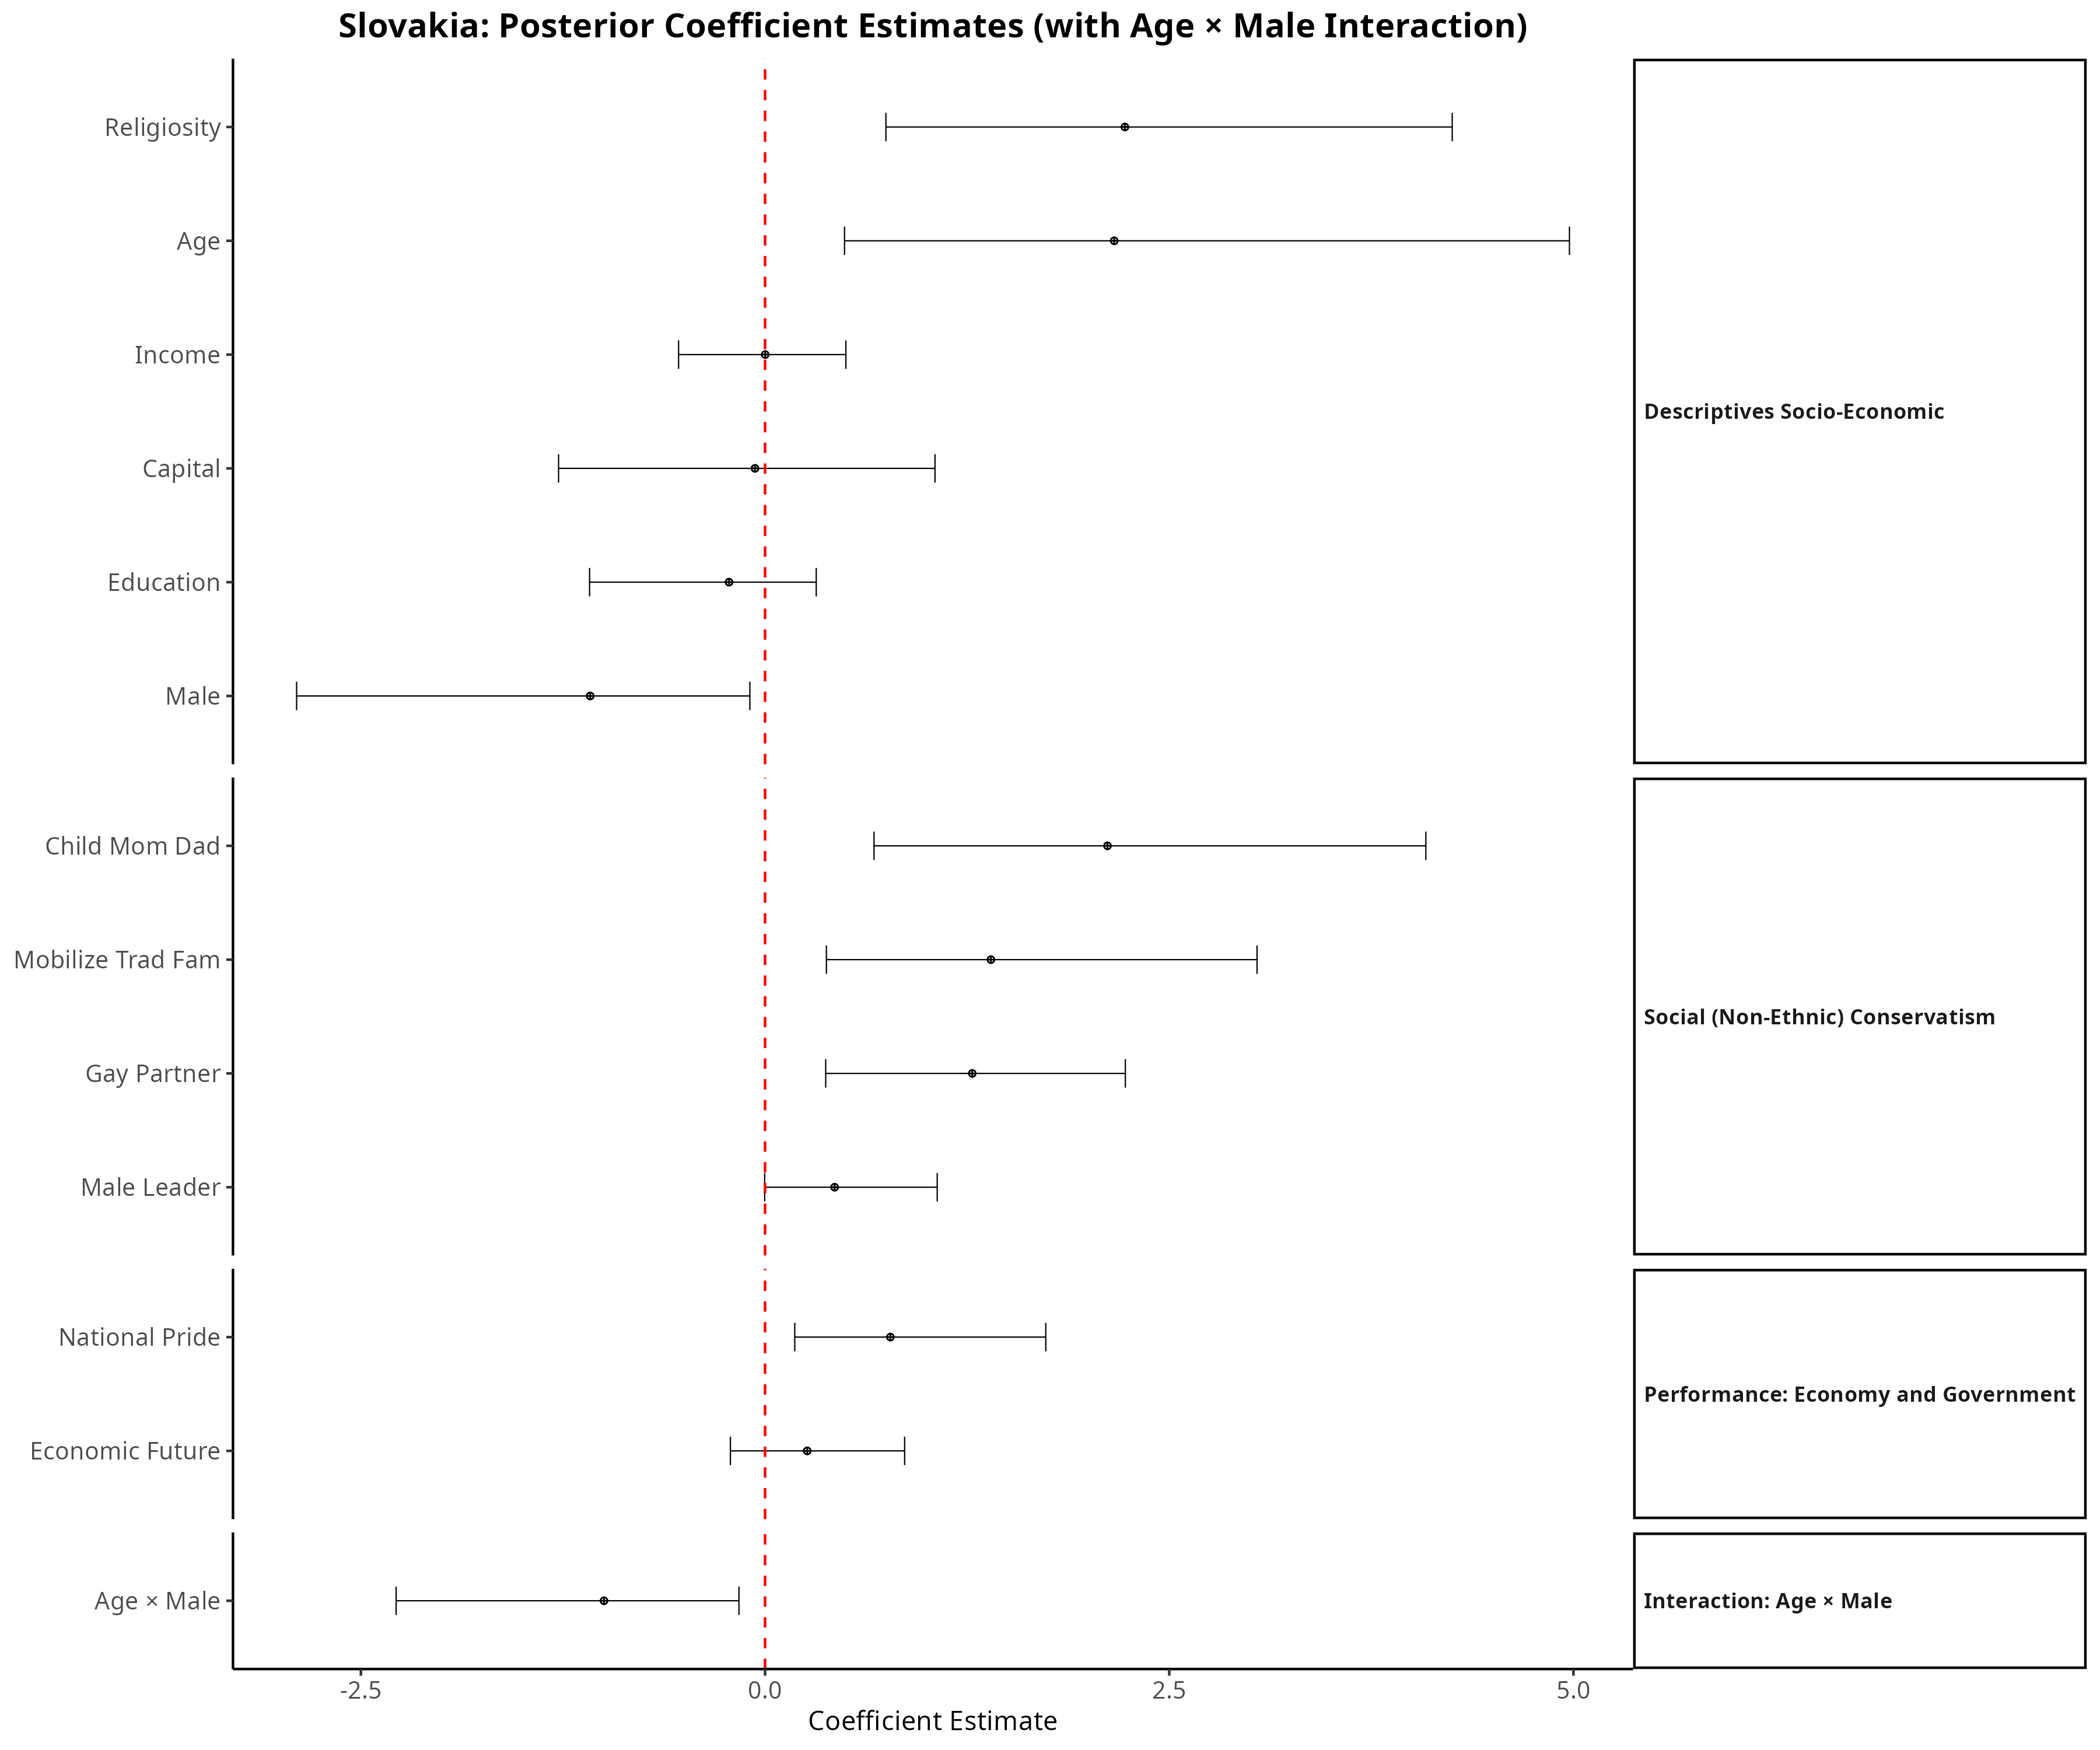 Slovakia: Posterior Coefficient Estimates (with Age × Male Interaction)
Religiosity
Age
Income
Capital
Education
Male
Descriptives Socio-Economic
Child Mom Dad
Mobilize Trad Fam
Gay Partner
Male Leader
Social (Non-Ethnic) Conservatism
National Pride
Economic Future
Performance: Economy and Government
Age × Male
Interaction: Age × Male
-2.5 0.0 2.5 5.0
Coefficient Estimate